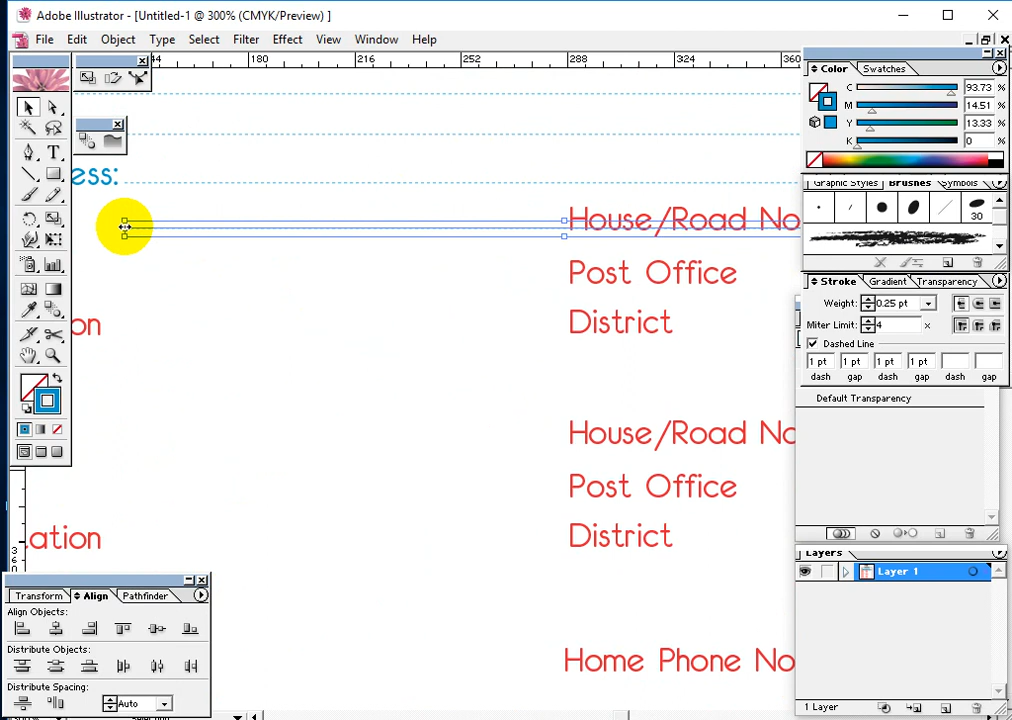 Adobe Illustrator - [Untitled-1 @ 300% (CMYK/Preview) ]
File Edit Object Type Select Filter Effect View Window Help
44 180 216 252 288 324 360
Color Swatches
C 93.73 %
M 14.51 %
Y 13.33 %
K 0 %
ess:
Graphic Styles Brushes Symbols
30
House/Road No
Post Office
District
Stroke Gradient Transparency
Weight: 0.25 pt
Miter Limit: 4 x
Dashed Line
1 pt 1 pt 1 pt 1 pt
dash gap dash gap dash gap
Default Transparency
on
House/Road No
Post Office
District
ation
Layers
Layer 1
Transform Align Pathfinder
Align Objects:
Distribute Objects:
Distribute Spacing:
Auto
Home Phone No
1 Layer